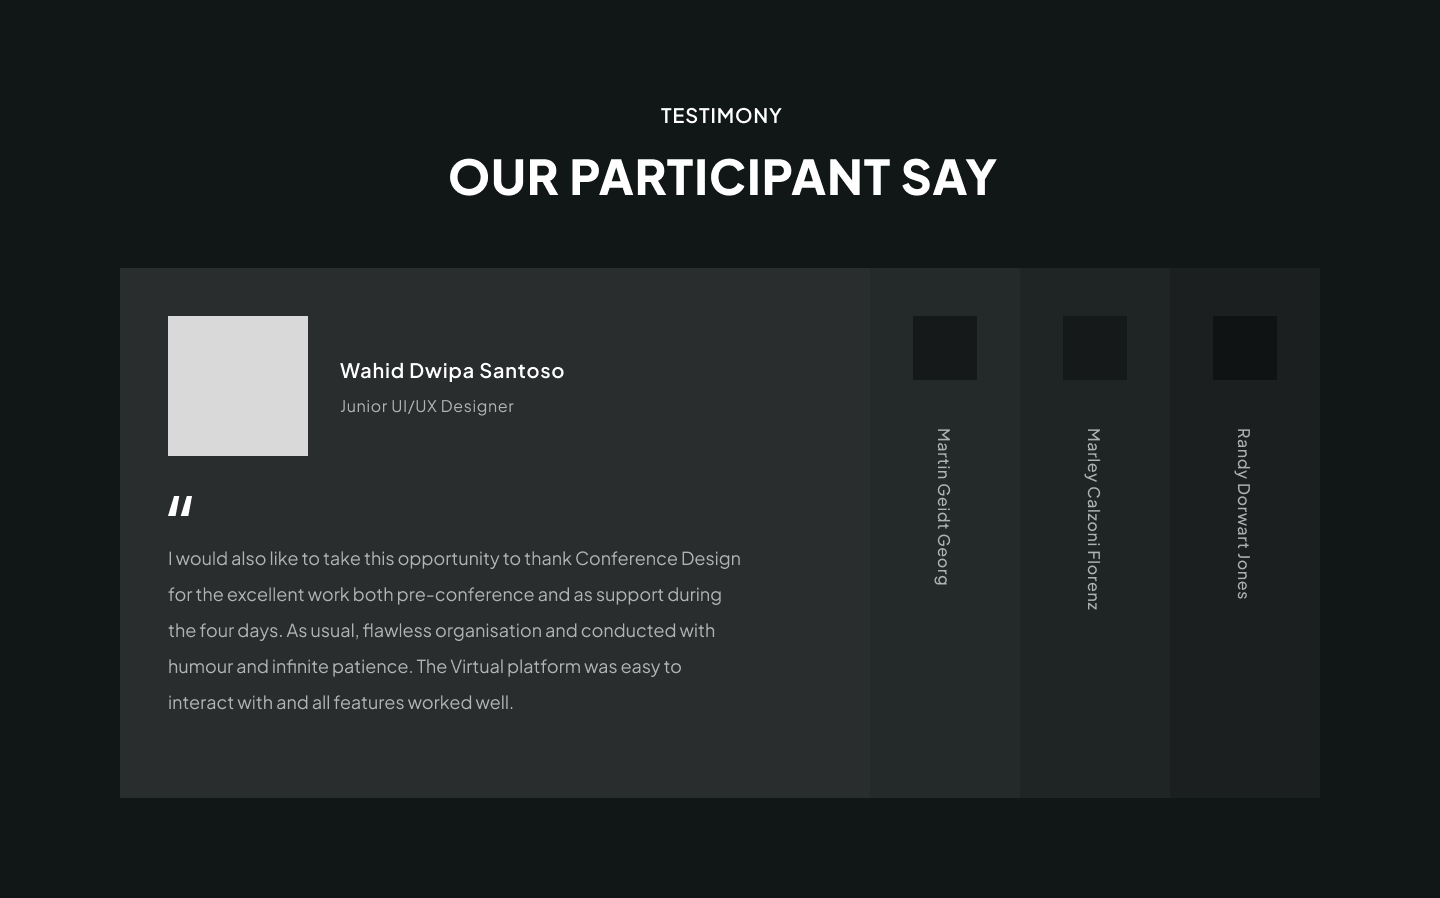 TESTIMONY
OUR PARTICIPANT SAY
Wahid Dwipa Santoso
Junior UI/UX Designer
“
I would also like to take this opportunity to thank Conference Design
for the excellent work both pre-conference and as support during
the four days. As usual, flawless organisation and conducted with
humour and infinite patience. The Virtual platform was easy to
interact with and all features worked well.
Martin Geidt Georg
Marley Calzoni Florenz
Randy Dorwart Jones